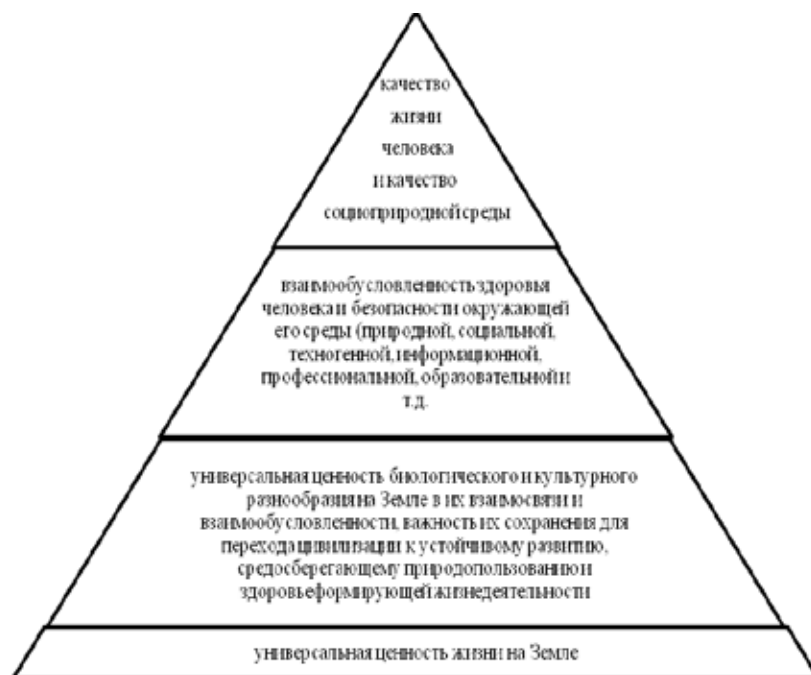 качество
жизни
человека
и качество
социоприродной среды
взаимообусловленность здоровья
человека и безопасности окружающей
его среды (природной, социальной,
техногенной, информационной,
профессиональной, образовательной и
т.д.
универсальная ценность биологического и культурного
разнообразия на Земле в их взаимосвязи и
взаимообусловленности, важность их сохранения для
перехода цивилизации к устойчивому развитию,
средосберегающему природопользованию и
здоровьеформирующей жизнедеятельности
универсальная ценность жизни на Земле